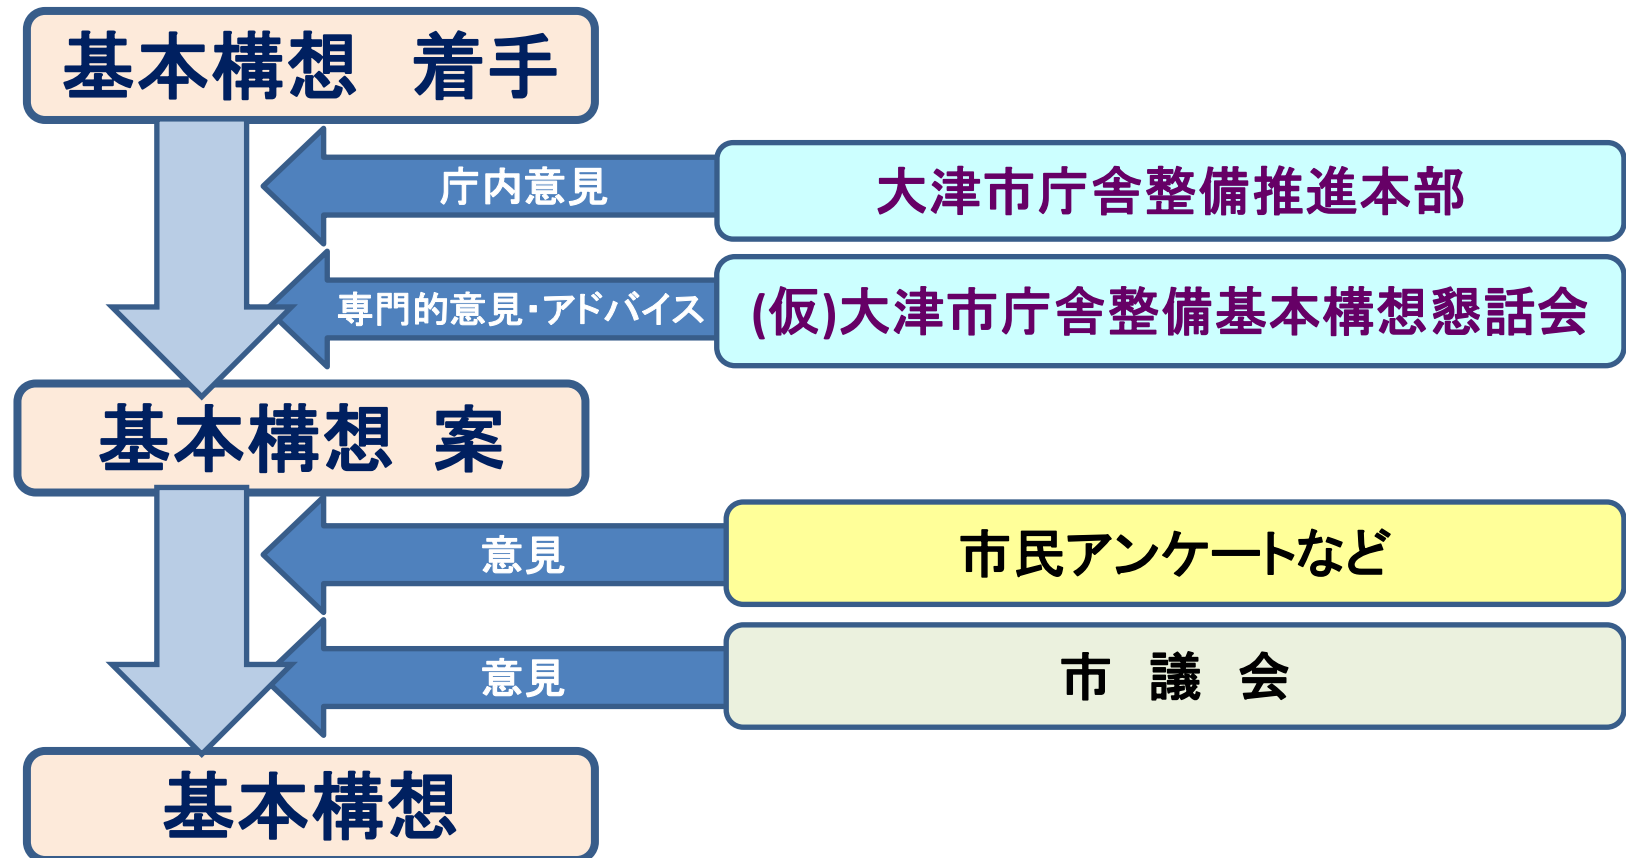 基本構想　着手
庁内意見
大津市庁舎整備推進本部
専門的意見・アドバイス
(仮)大津市庁舎整備基本構想懇話会
基本構想 案
意見
市民アンケートなど
意見
市　議　会
基本構想